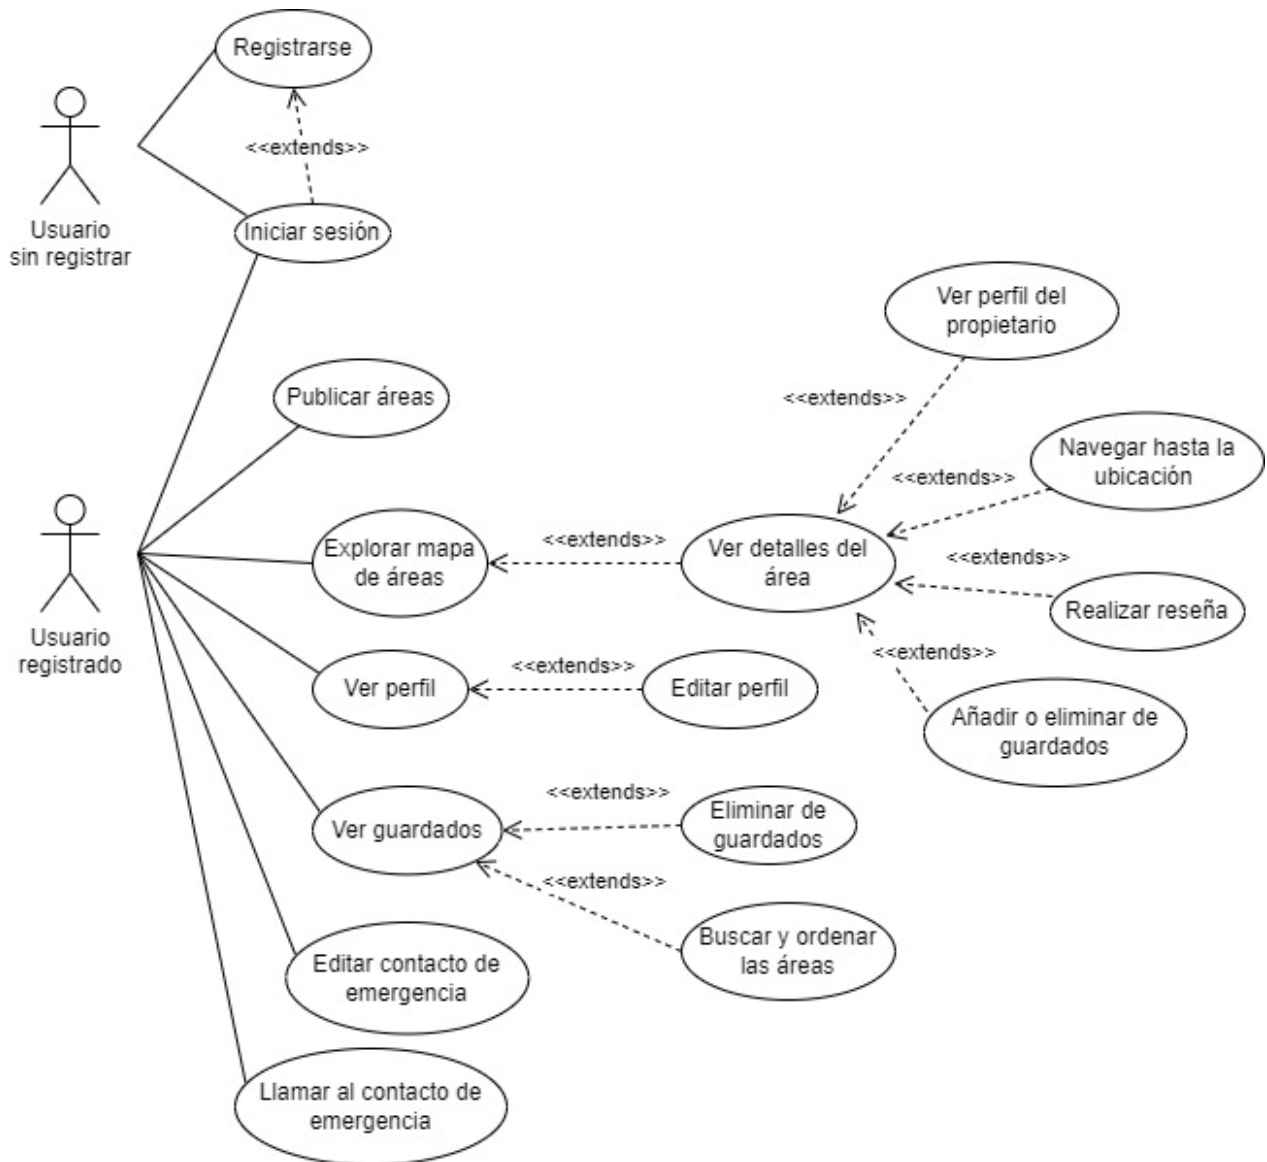 Registrarse
<<extends>>
Usuario
sin registrar
Iniciar sesión
Ver perfil del
propietario
Publicar áreas
<<extends>>
Navegar hasta la
ubicación
<<extends>>
Explorar mapa
de áreas
<<extends>>
Ver detalles del
área
<<extends>>
Realizar reseña
Usuario
registrado
<<extends>>
Ver perfil
<<extends>>
Editar perfil
Añadir o eliminar de
guardados
<<extends>>
Ver guardados
Eliminar de
guardados
<<extends>>
Buscar y ordenar
las áreas
Editar contacto de
emergencia
Llamar al contacto de
emergencia